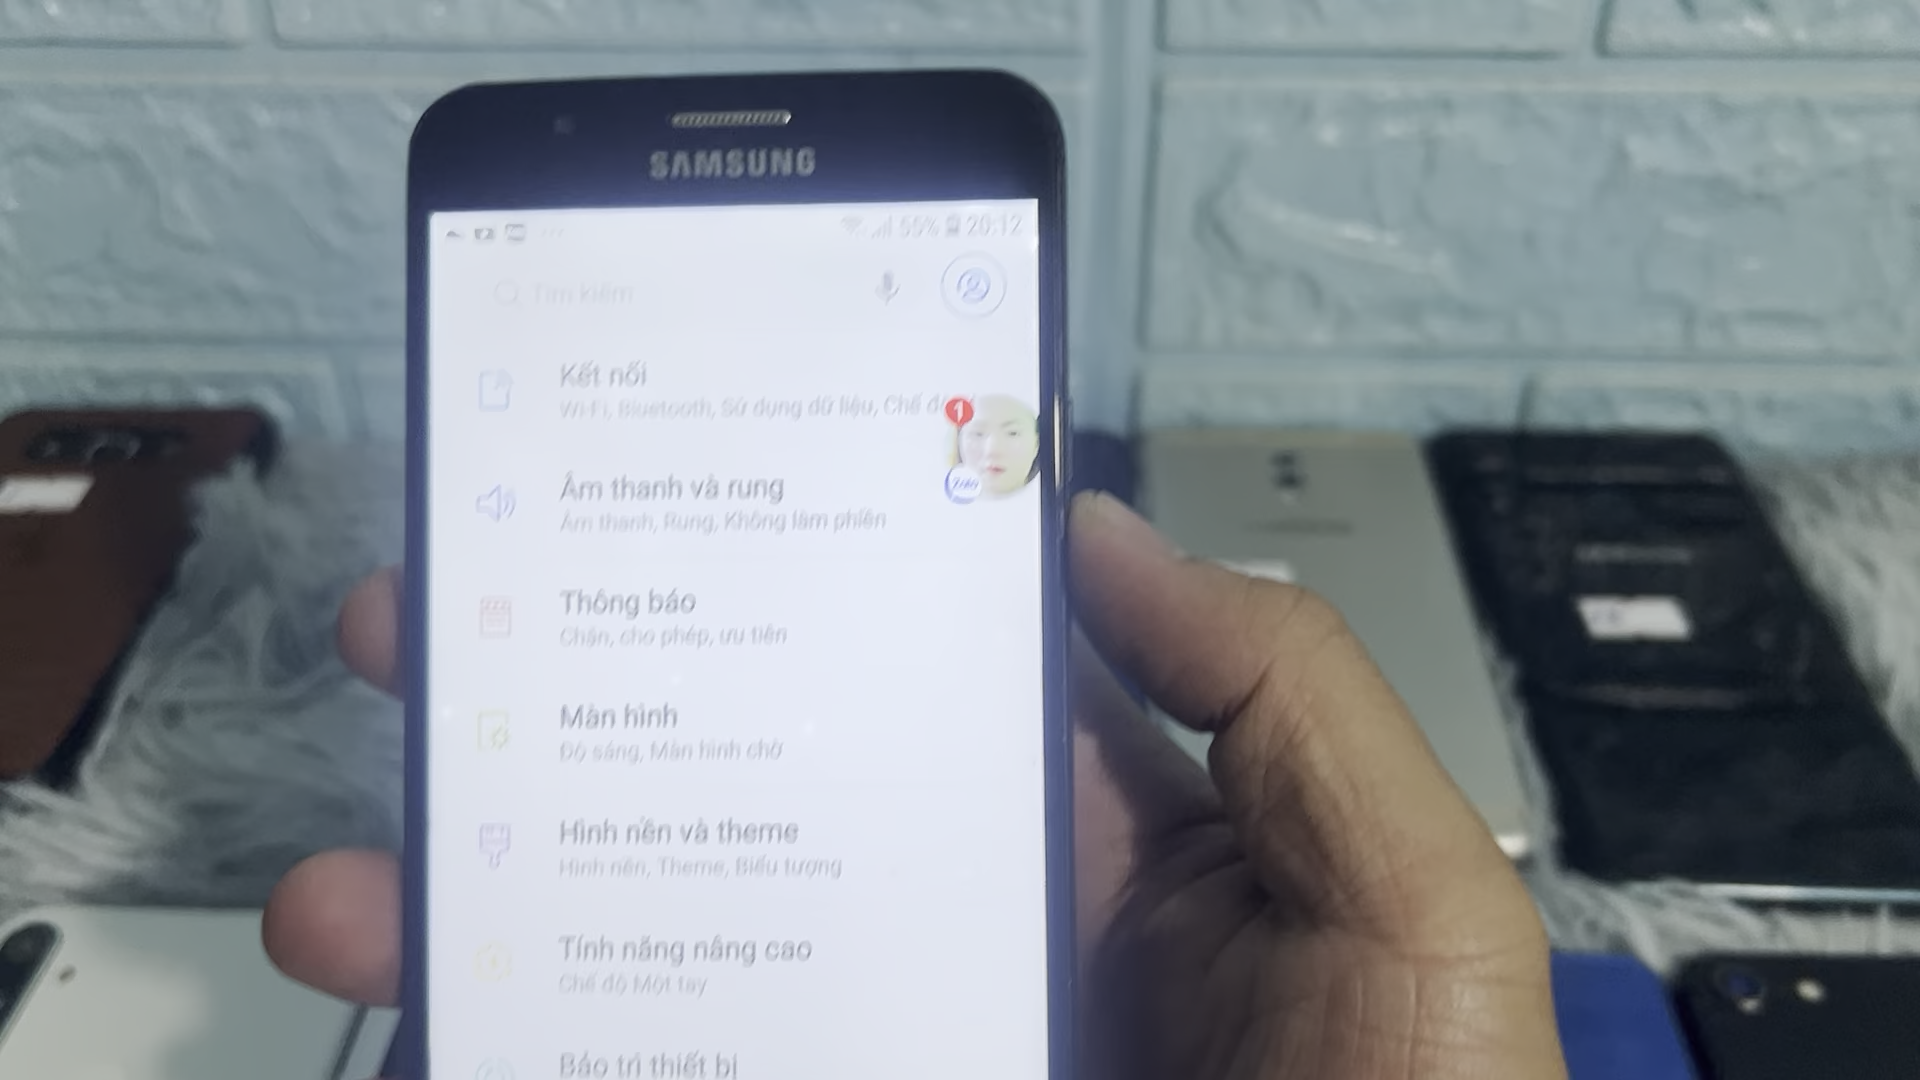 SAMSUNG
55% 20:12
Tìm kiếm
Kết nối
Wi-Fi, Bluetooth, Sử dụng dữ liệu, Chế đ
1
Zalo
Âm thanh và rung
Âm thanh, Rung, Không làm phiền
Thông báo
Chặn, cho phép, ưu tiên
Màn hình
Độ sáng, Màn hình chờ
Hình nền và theme
Hình nền, Theme, Biểu tượng
Tính năng nâng cao
Chế độ Một tay
Bảo trì thiết bị